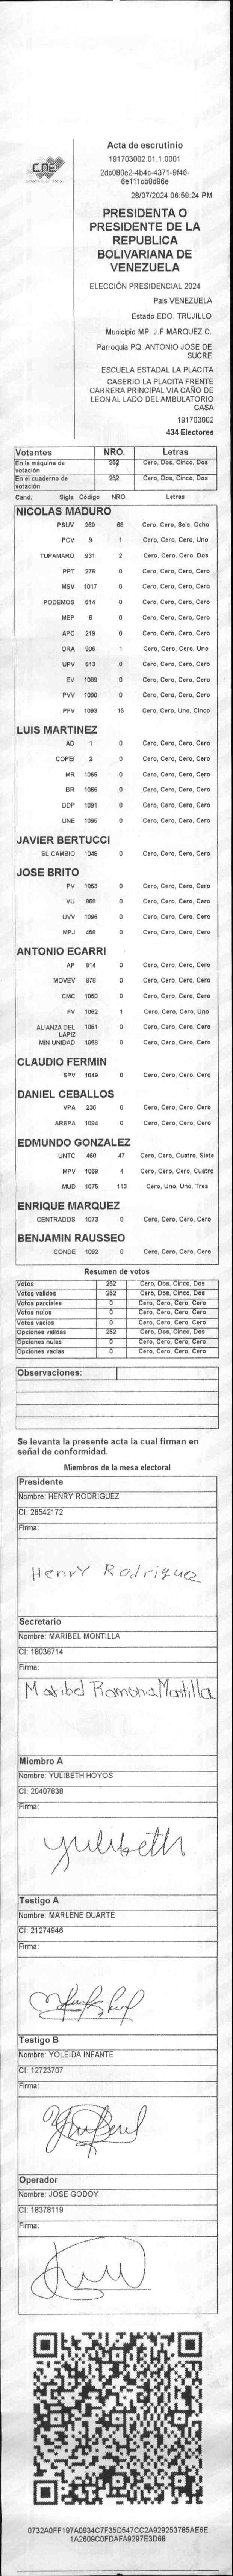 CNE
Acta de escrutinio
191703002.01.1.0001
2dc080e2-4b4c-4371-9f46-
6e111cb0d96e
28/07/2024 06:59:24 PM
PRESIDENTA O
PRESIDENTE DE LA
REPUBLICA
BOLIVARIANA DE
VENEZUELA
ELECCIÓN PRESIDENCIAL 2024
Pais VENEZUELA
Estado EDO. TRUJILLO
Municipio MP. J.F.MARQUEZ C.
Parroquia PQ. ANTONIO JOSE DE
SUCRE
ESCUELA ESTADAL LA PLACITA
CASERIO LA PLACITA FRENTE
CARRERA PRINCIPAL VIA CAÑO DE
LEON AL LADO DEL AMBULATORIO
CASA
191703002
434 Electores
Votantes NRO. Letras
En la máquina de votación 252 Cero, Dos, Cinco, Dos
En el cuaderno de votación 252 Cero, Dos, Cinco, Dos
Cand. Sigla Código NRO. Letras
NICOLAS MADURO
PSUV 269 68 Cero, Cero, Seis, Ocho
PCV 9 1 Cero, Cero, Cero, Uno
TUPAMARO 931 2 Cero, Cero, Cero, Dos
PPT 276 0 Cero, Cero, Cero, Cero
MSV 1017 0 Cero, Cero, Cero, Cero
PODEMOS 514 0 Cero, Cero, Cero, Cero
MEP 6 0 Cero, Cero, Cero, Cero
APC 219 0 Cero, Cero, Cero, Cero
ORA 906 1 Cero, Cero, Cero, Uno
UPV 513 0 Cero, Cero, Cero, Cero
EV 1089 0 Cero, Cero, Cero, Cero
PVV 1090 0 Cero, Cero, Cero, Cero
PFV 1093 15 Cero, Cero, Uno, Cinco
LUIS MARTINEZ
AD 1 0 Cero, Cero, Cero, Cero
COPEI 2 0 Cero, Cero, Cero, Cero
MR 1065 0 Cero, Cero, Cero, Cero
BR 1066 0 Cero, Cero, Cero, Cero
DDP 1091 0 Cero, Cero, Cero, Cero
UNE 1095 0 Cero, Cero, Cero, Cero
JAVIER BERTUCCI
EL CAMBIO 1048 0 Cero, Cero, Cero, Cero
JOSE BRITO
PV 1053 0 Cero, Cero, Cero, Cero
VU 968 0 Cero, Cero, Cero, Cero
UVV 1096 0 Cero, Cero, Cero, Cero
MPJ 458 0 Cero, Cero, Cero, Cero
ANTONIO ECARRI
AP 814 0 Cero, Cero, Cero, Cero
MOVEV 879 0 Cero, Cero, Cero, Cero
CMC 1050 0 Cero, Cero, Cero, Cero
FV 1062 1 Cero, Cero, Cero, Uno
ALIANZA DEL LAPIZ 1061 0 Cero, Cero, Cero, Cero
MIN UNIDAD 1068 0 Cero, Cero, Cero, Cero
CLAUDIO FERMIN
SPV 1049 0 Cero, Cero, Cero, Cero
DANIEL CEBALLOS
VPA 236 0 Cero, Cero, Cero, Cero
AREPA 1094 0 Cero, Cero, Cero, Cero
EDMUNDO GONZALEZ
UNTC 460 47 Cero, Cero, Cuatro, Siete
MPV 1069 4 Cero, Cero, Cero, Cuatro
MUD 1075 113 Cero, Uno, Uno, Tres
ENRIQUE MARQUEZ
CENTRADOS 1073 0 Cero, Cero, Cero, Cero
BENJAMIN RAUSSEO
CONDE 1092 0 Cero, Cero, Cero, Cero
Resumen de votos
Votos 252 Cero, Dos, Cinco, Dos
Votos validos 252 Cero, Dos, Cinco, Dos
Votos parciales 0 Cero, Cero, Cero, Cero
Votos nulos 0 Cero, Cero, Cero, Cero
Votos vacios 0 Cero, Cero, Cero, Cero
Opciones validas 252 Cero, Dos, Cinco, Dos
Opciones nulas 0 Cero, Cero, Cero, Cero
Opciones vacias 0 Cero, Cero, Cero, Cero
Observaciones:
Se levanta la presente acta la cual firman en
señal de conformidad.
Miembros de la mesa electoral
Presidente
Nombre: HENRY RODRIGUEZ
CI: 28542172
Firma:
Henry Rodriguez
Secretario
Nombre: MARIBEL MONTILLA
CI: 18036714
Firma:
Maribel Ramona Montilla
Miembro A
Nombre: YULIBETH HOYOS
CI: 20407838
Firma:
yulibeth
Testigo A
Nombre: MARLENE DUARTE
CI: 21274946
Firma:
Testigo B
Nombre: YOLEIDA INFANTE
CI: 12723707
Firma:
Operador
Nombre: JOSE GODOY
CI: 18378119
Firma:
0732A0FF197A0934C7F35D547CC2A929253785AE6E
1A2609C0FDAFA9297E3D68